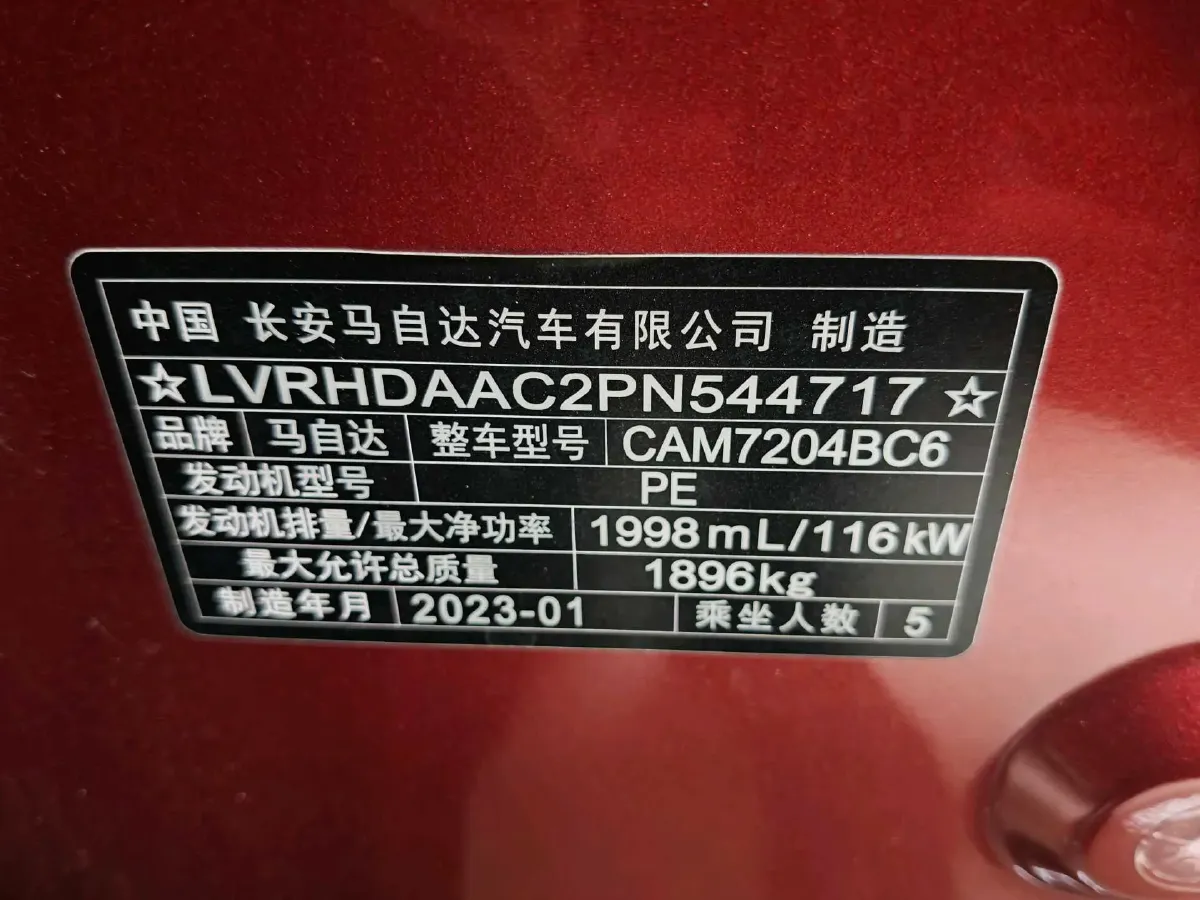 中国 长安马自达汽车有限公司 制造
☆LVRHDAAC2PN544717☆
品牌 马自达 整车型号 CAM7204BC6
发动机型号 PE
发动机排量/最大净功率 1998mL/116kW
最大允许总质量 1896kg
制造年月 2023-01 乘坐人数 5